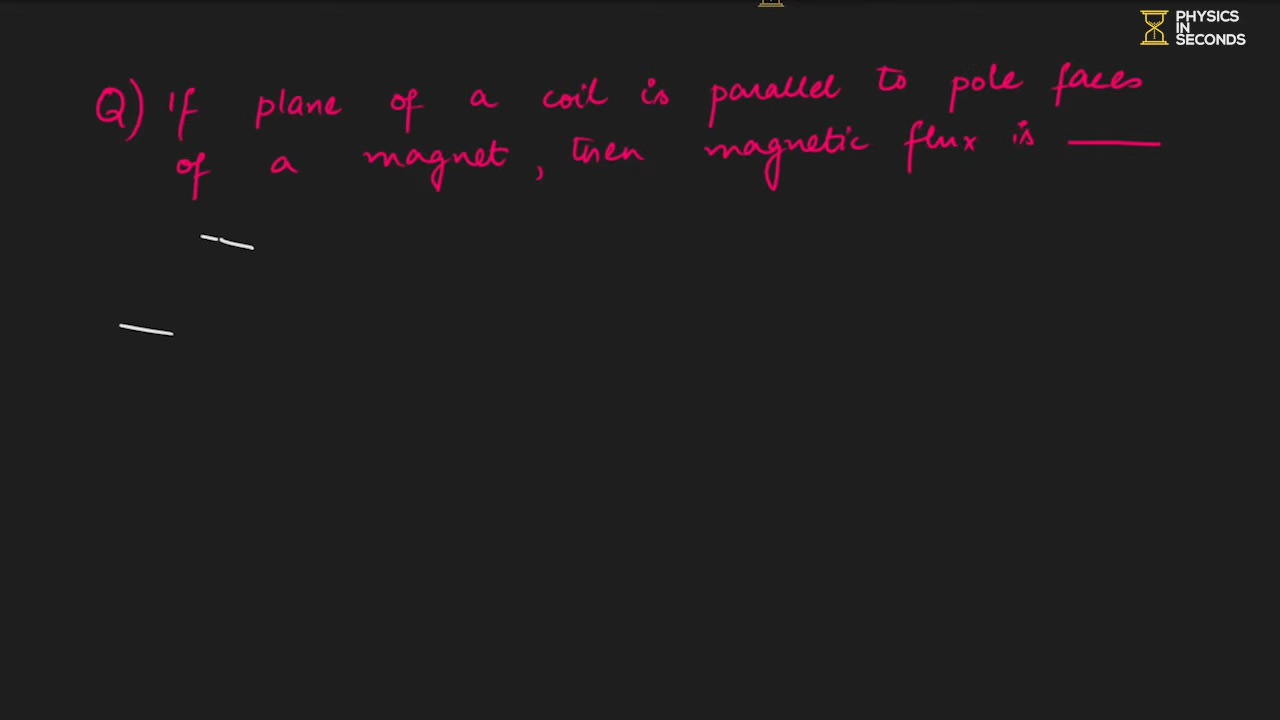 PHYSICS
IN
SECONDS
Q) If plane of a coil is parallel to pole faces
of a magnet, then magnetic flux is ____